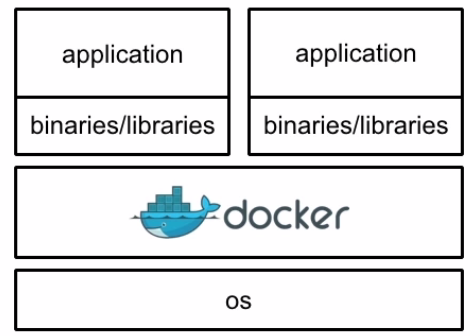 application
application
binaries/libraries
binaries/libraries
docker
os